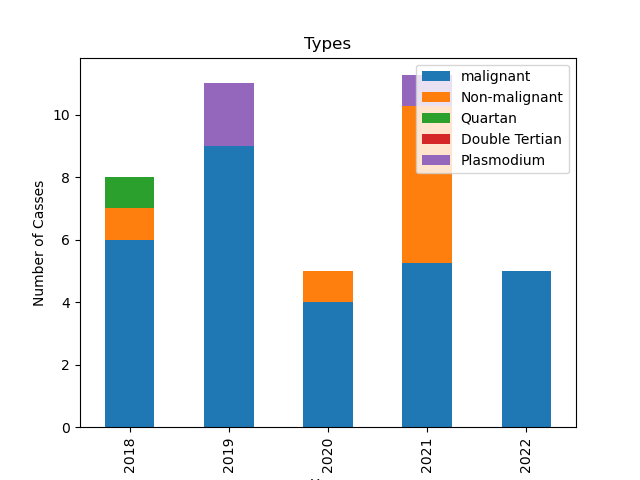 Types
malignant
Non-malignant
Quartan
Double Tertian
Plasmodium
Number of Casses
10
8
6
4
2
0
2018
2019
2020
2021
2022